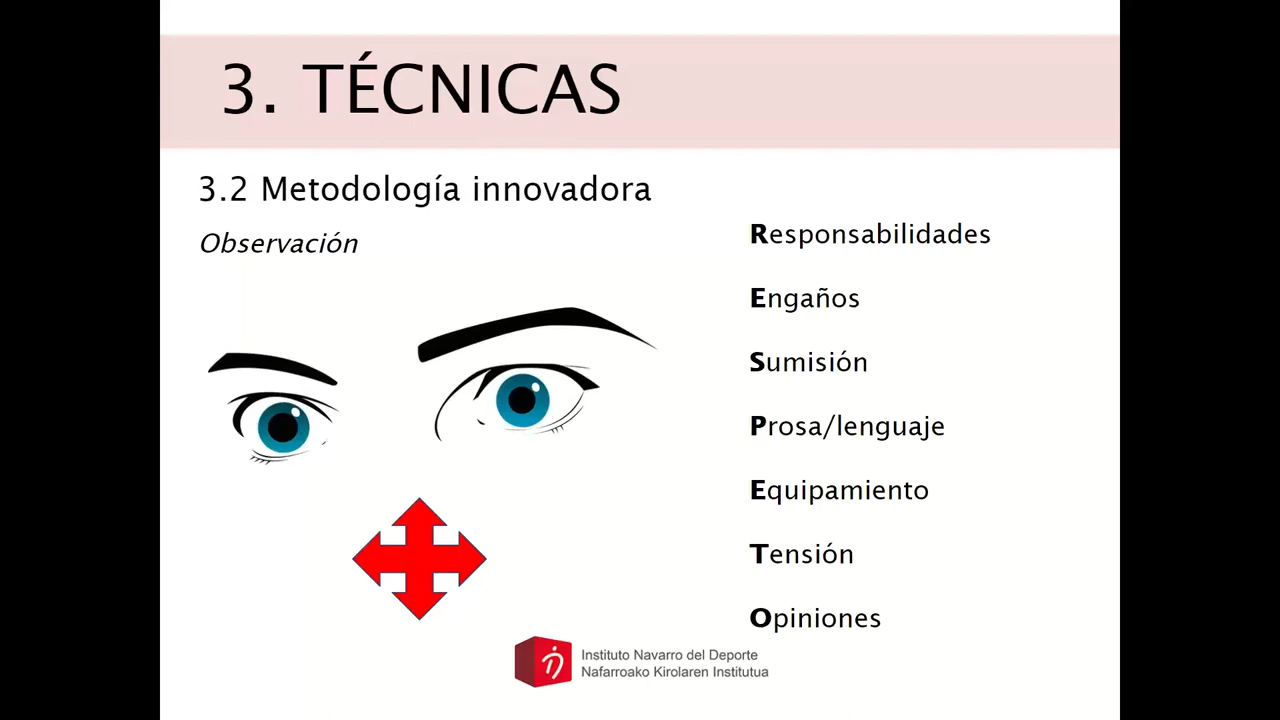 3. TÉCNICAS
3.2 Metodología innovadora
Observación
Responsabilidades
Engaños
Sumisión
Prosa/lenguaje
Equipamiento
Tensión
Opiniones
Instituto Navarro del Deporte
Nafarroako Kirolaren Institutua